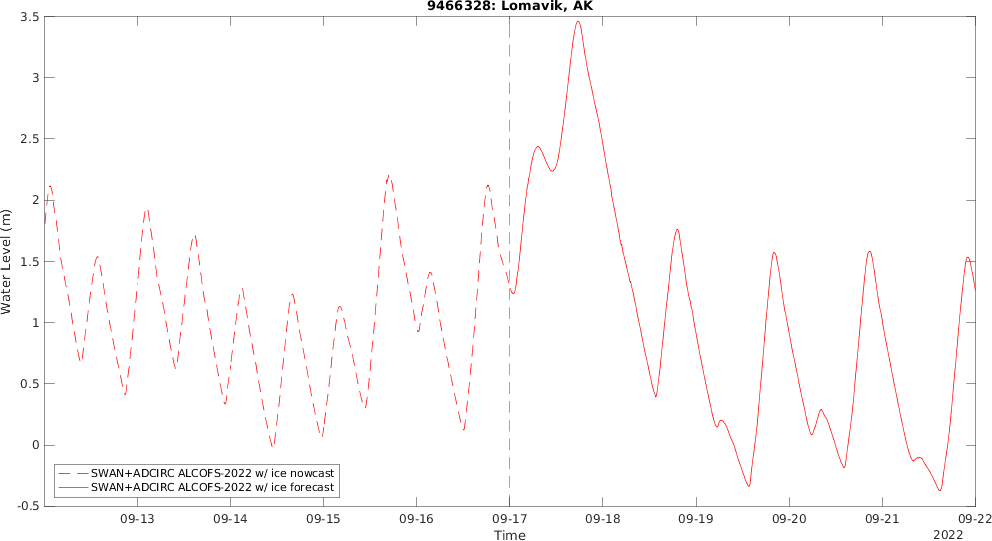 9466328: Lomavik, AK
3.5
3
2.5
2
1.5
1
0.5
0
-0.5
Water Level (m)
SWAN+ADCIRC ALCOFS-2022 w/ ice nowcast
SWAN+ADCIRC ALCOFS-2022 w/ ice forecast
09-13 09-14 09-15 09-16 09-17 09-18 09-19 09-20 09-21 09-22
Time
2022